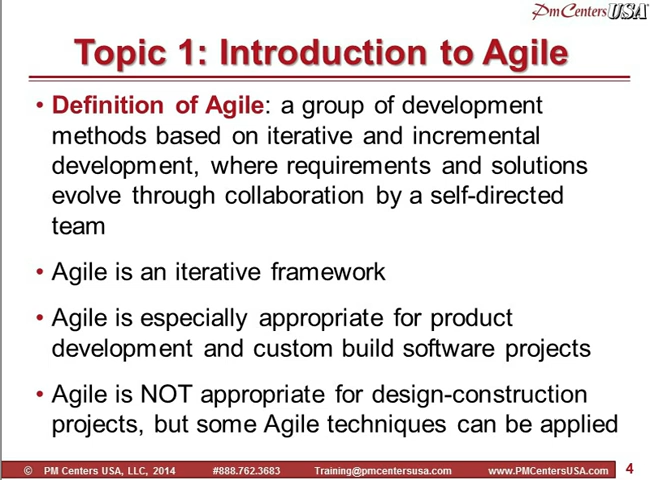 Pm Centers USA
Topic 1: Introduction to Agile
• Definition of Agile: a group of development
methods based on iterative and incremental
development, where requirements and solutions
evolve through collaboration by a self-directed
team
• Agile is an iterative framework
• Agile is especially appropriate for product
development and custom build software projects
• Agile is NOT appropriate for design-construction
projects, but some Agile techniques can be applied
© PM Centers USA, LLC, 2014 #888.762.3683 Training@pmcentersusa.com www.PMCentersUSA.com 4